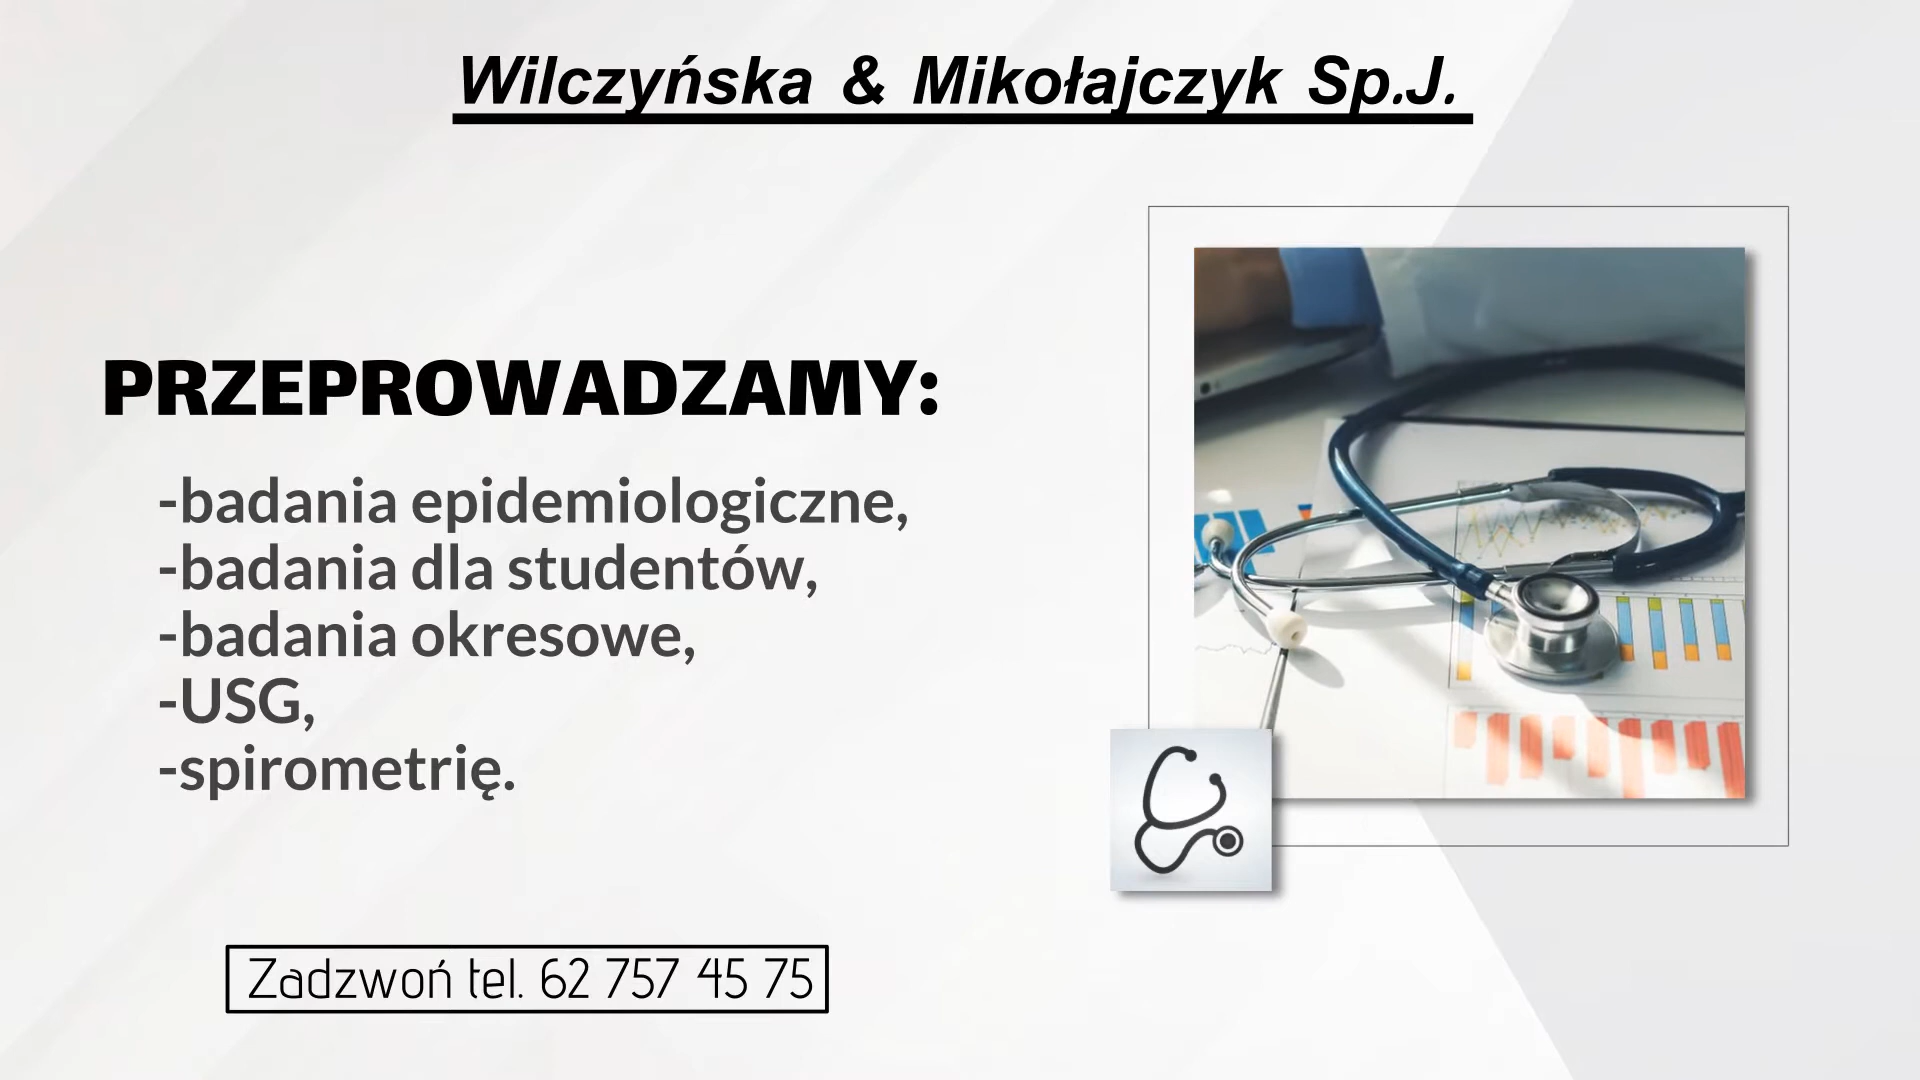 Wilczyńska & Mikołajczyk Sp.J.
PRZEPROWADZAMY:
-badania epidemiologiczne,
-badania dla studentów,
-badania okresowe,
-USG,
-spirometrię.
Zadzwoń tel. 62 757 45 75